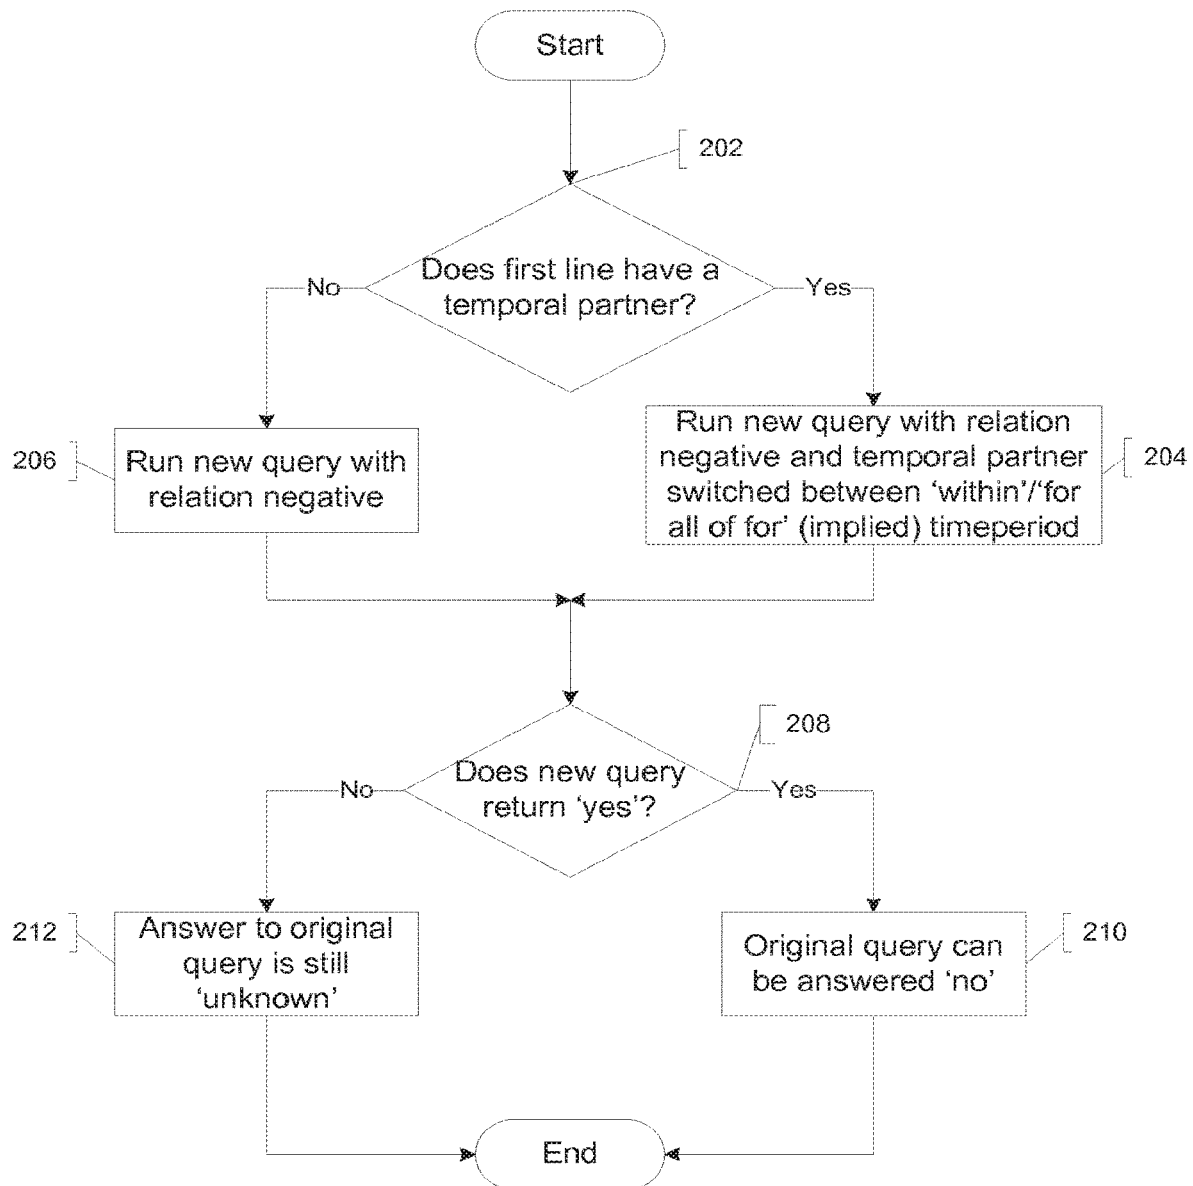 Start
202
Does first line have a
temporal partner?
No
Yes
206
Run new query with
relation negative
Run new query with relation
negative and temporal partner
switched between ‘within’/‘for
all of for’ (implied) timeperiod
204
208
Does new query
return ‘yes’?
No
Yes
212
Answer to original
query is still
‘unknown’
Original query can
be answered ‘no’
210
End